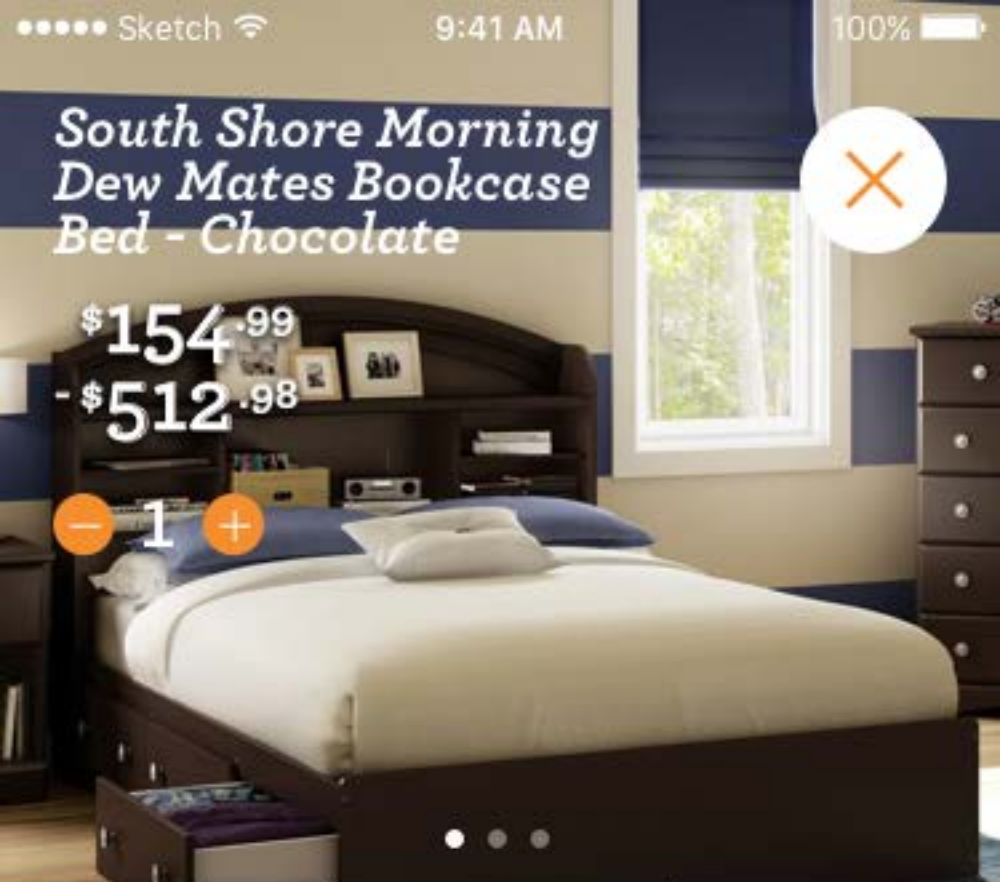 Sketch 9:41 AM 100%
South Shore Morning
Dew Mates Bookcase
Bed - Chocolate
$154.99
-$512.98
1